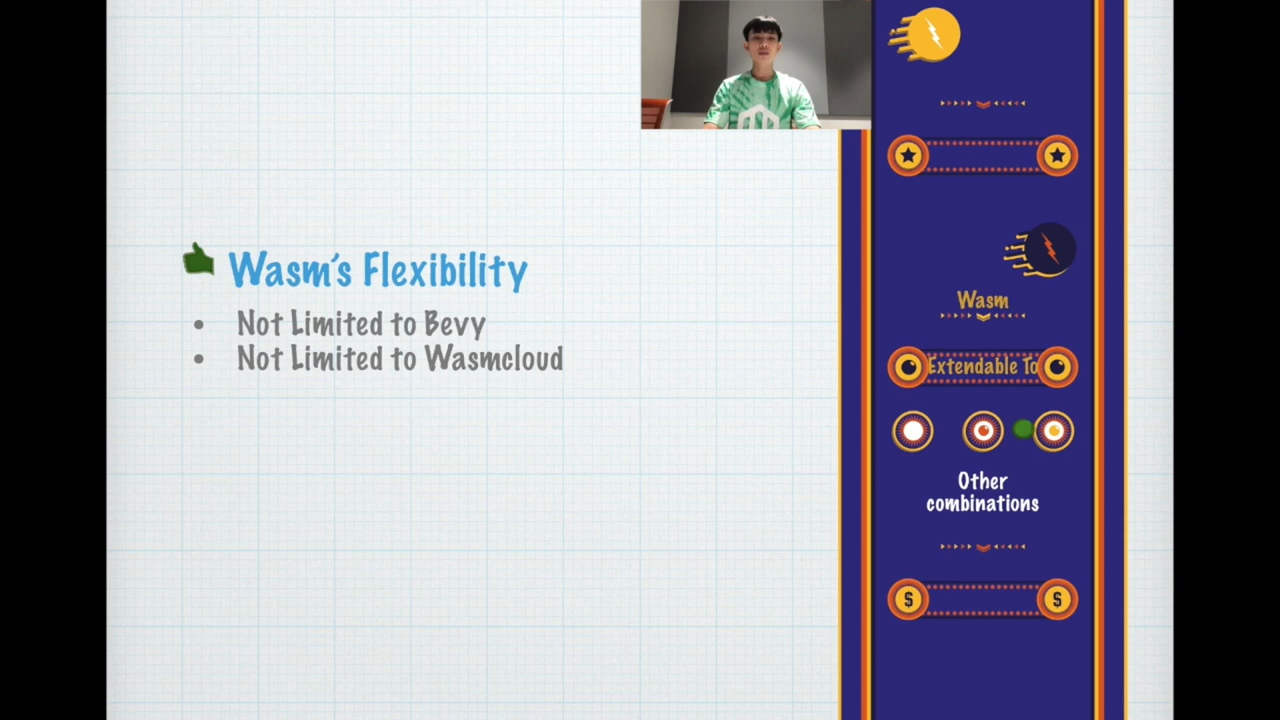 Wasm's Flexibility
• Not Limited to Bevy
• Not Limited to Wasmcloud
Wasm
Extendable To
Other
combinations
$ $